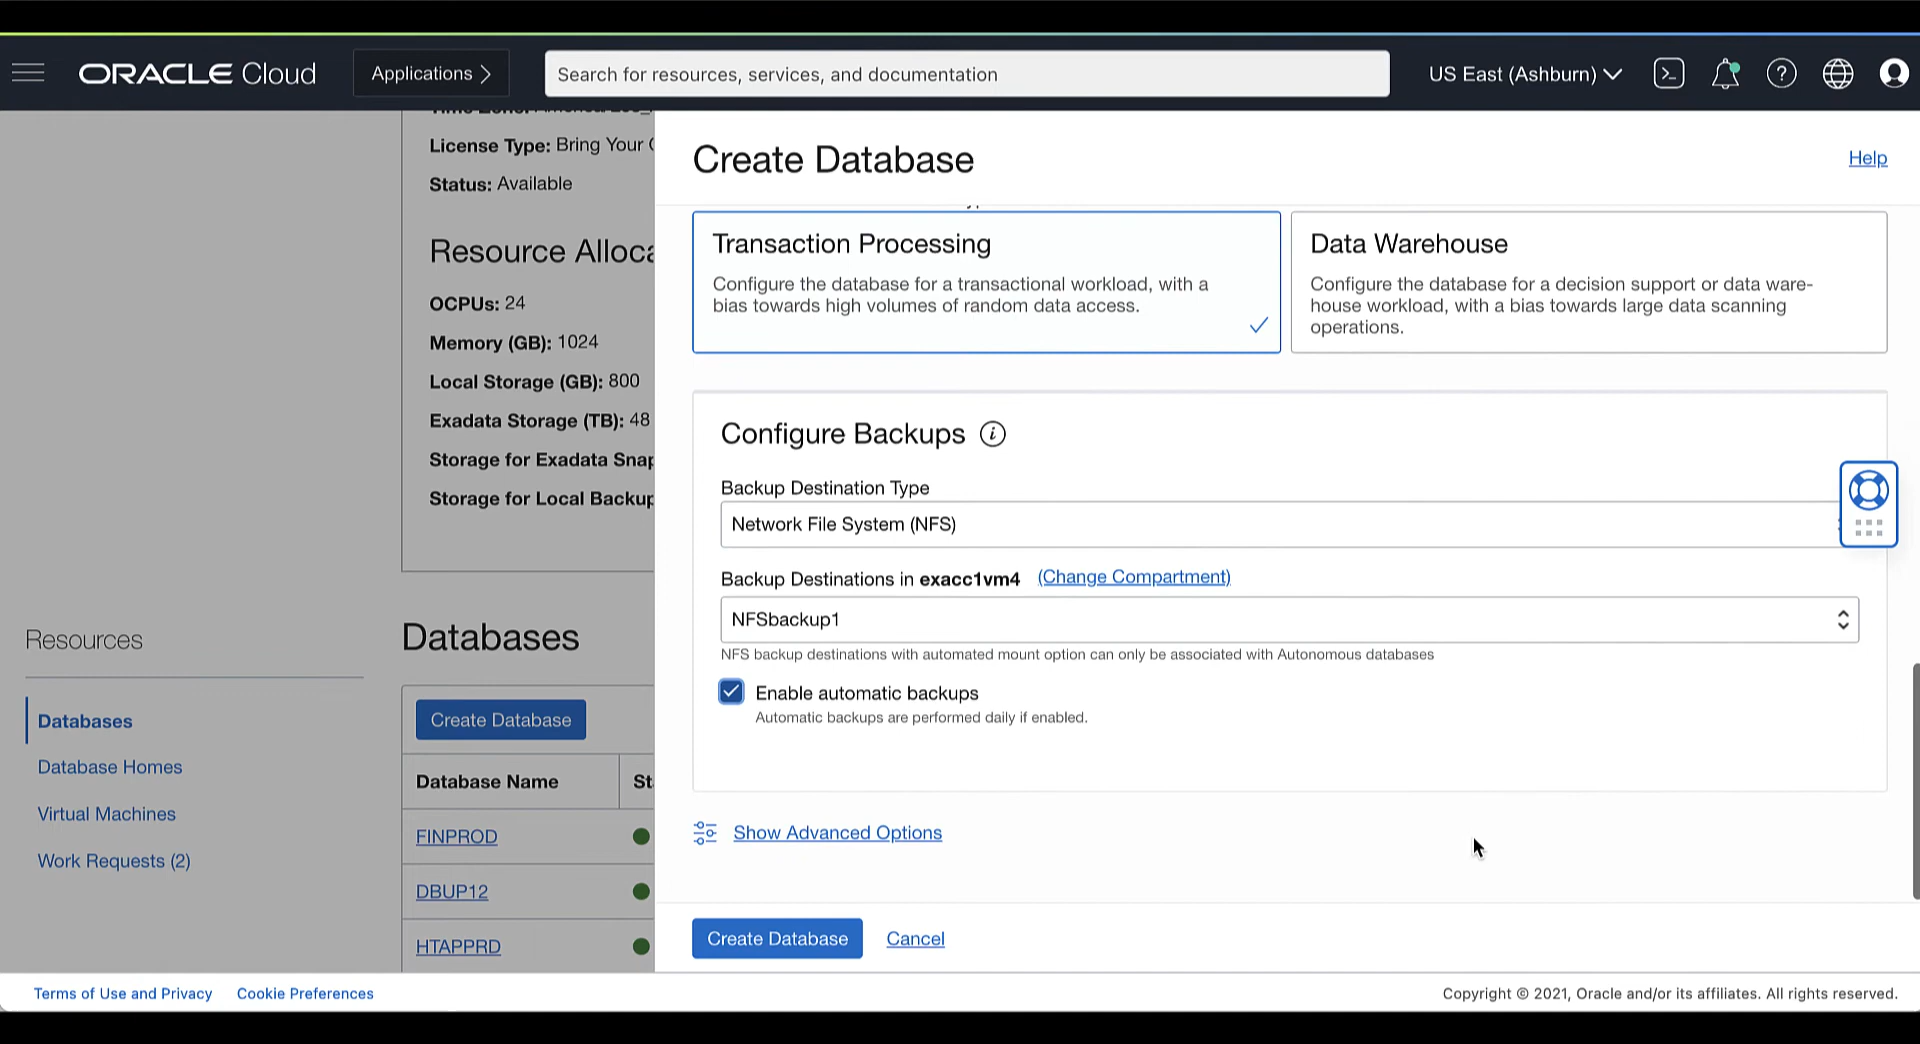 ORACLE Cloud
Applications
Search for resources, services, and documentation
US East (Ashburn)
License Type: Bring Your
Status: Available
Resource Alloca
OCPUs: 24
Memory (GB): 1024
Local Storage (GB): 800
Exadata Storage (TB): 48
Storage for Exadata Snap
Storage for Local Backup
Resources
Databases
Database Homes
Virtual Machines
Work Requests (2)
Databases
Create Database
Database Name
St
FINPROD
DBUP12
HTAPPRD
Create Database
Help
Transaction Processing
Configure the database for a transactional workload, with a
bias towards high volumes of random data access.
Data Warehouse
Configure the database for a decision support or data ware-
house workload, with a bias towards large data scanning
operations.
Configure Backups
Backup Destination Type
Network File System (NFS)
Backup Destinations in exacc1vm4 (Change Compartment)
NFSbackup1
NFS backup destinations with automated mount option can only be associated with Autonomous databases
Enable automatic backups
Automatic backups are performed daily if enabled.
Show Advanced Options
Create Database
Cancel
Terms of Use and Privacy
Cookie Preferences
Copyright © 2021, Oracle and/or its affiliates. All rights reserved.